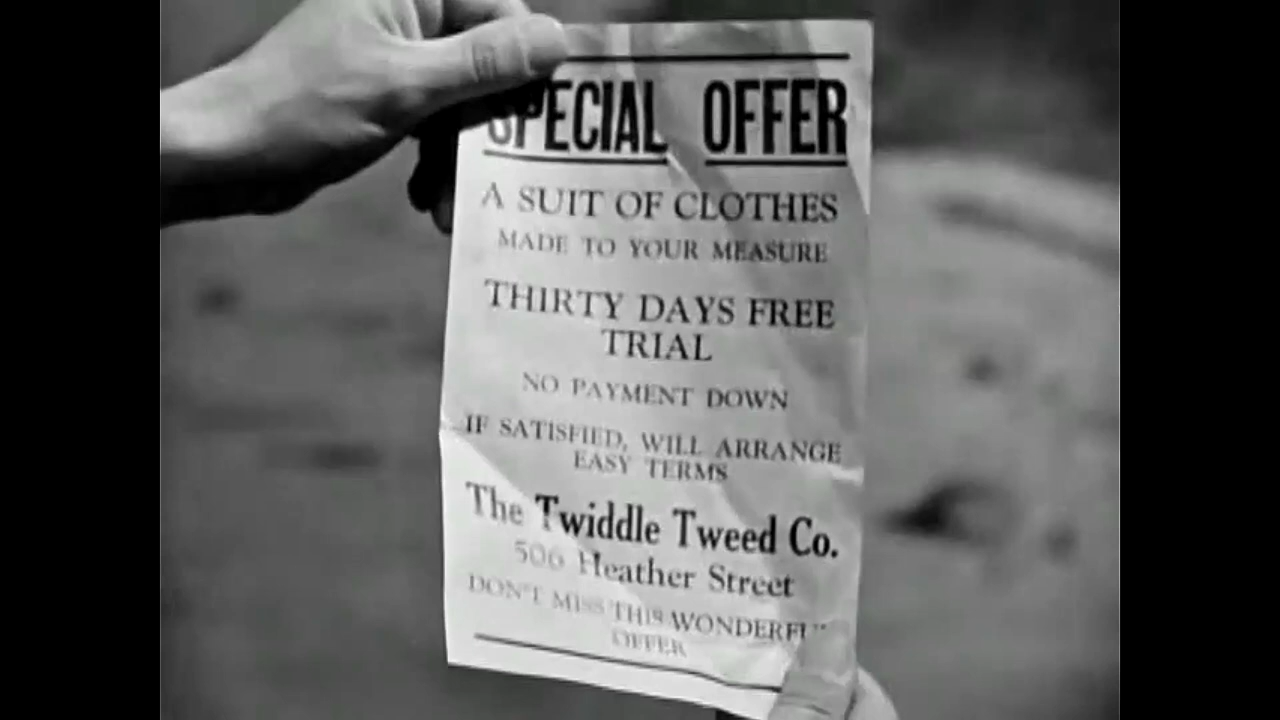 SPECIAL OFFER
A SUIT OF CLOTHES
MADE TO YOUR MEASURE
THIRTY DAYS FREE
TRIAL
NO PAYMENT DOWN
IF SATISFIED, WILL ARRANGE
EASY TERMS
The Twiddle Tweed Co.
506 Heather Street
DON'T MISS THIS WONDERFUL
OFFER